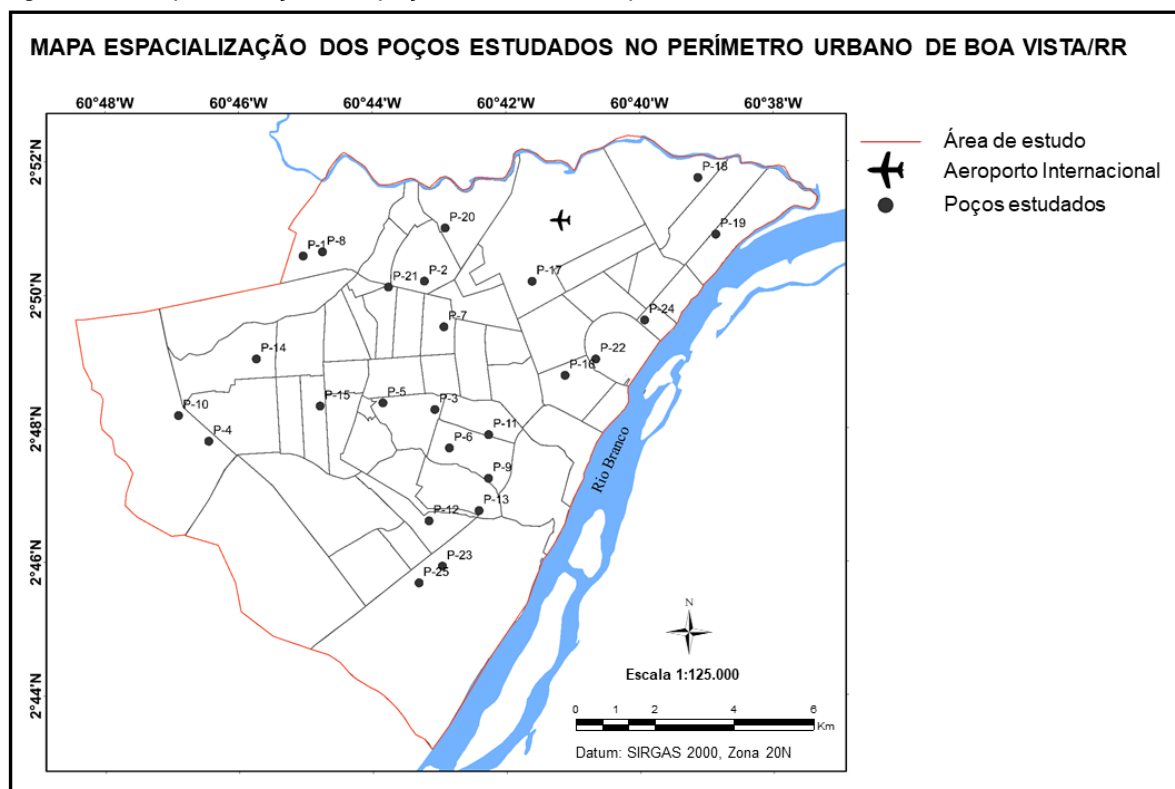 MAPA ESPACIALIZAÇÃO DOS POÇOS ESTUDADOS NO PERÍMETRO URBANO DE BOA VISTA/RR
60°48'W 60°46'W 60°44'W 60°42'W 60°40'W 60°38'W
2°52'N
2°50'N
2°48'N
2°46'N
2°44'N
Área de estudo
Aeroporto Internacional
Poços estudados
P-18
P-20
P-19
P-1
P-8
P-21
P-2
P-17
P-24
P-7
P-14
P-22
P-16
P-15
P-5
P-3
P-10
P-11
P-4
P-6
P-9
P-13
P-12
P-23
P-25
Rio Branco
N
Escala 1:125.000
0 1 2 4 6
Km
Datum: SIRGAS 2000, Zona 20N